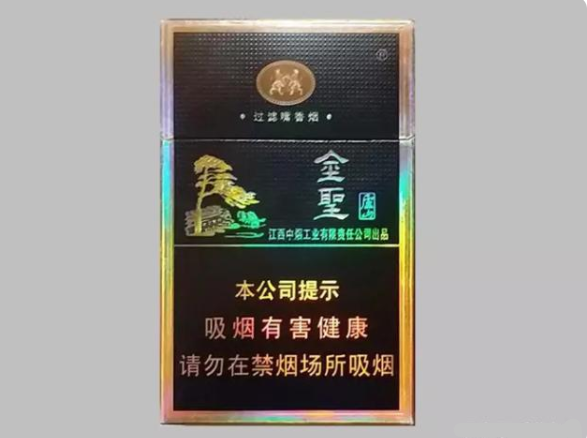 ®
• 过滤嘴香烟 •
金聖 庐山
江西中烟工业有限责任公司出品
本公司提示
吸烟有害健康
请勿在禁烟场所吸烟